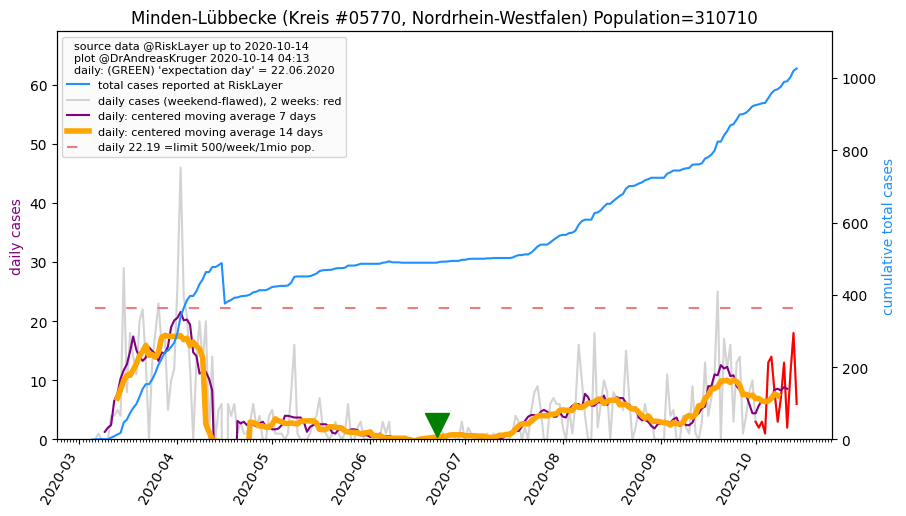 Minden-Lübbecke (Kreis #05770, Nordrhein-Westfalen) Population=310710
source data @RiskLayer up to 2020-10-14
plot @DrAndreasKruger 2020-10-14 04:13
daily: (GREEN) 'expectation day' = 22.06.2020
total cases reported at RiskLayer
daily cases (weekend-flawed), 2 weeks: red
daily: centered moving average 7 days
daily: centered moving average 14 days
daily 22.19 =limit 500/week/1mio pop.
daily cases
60
50
40
30
20
10
0
cumulative total cases
1000
800
600
400
200
0
2020-03
2020-04
2020-05
2020-06
2020-07
2020-08
2020-09
2020-10